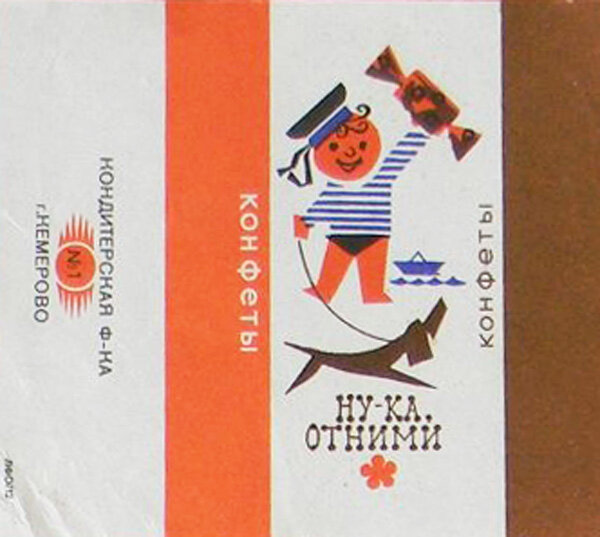 КОНДИТЕРСКАЯ Ф-КА
№1
г.КЕМЕРОВО
конфеты
НУ-КА,
ОТНИМИ
конфеты